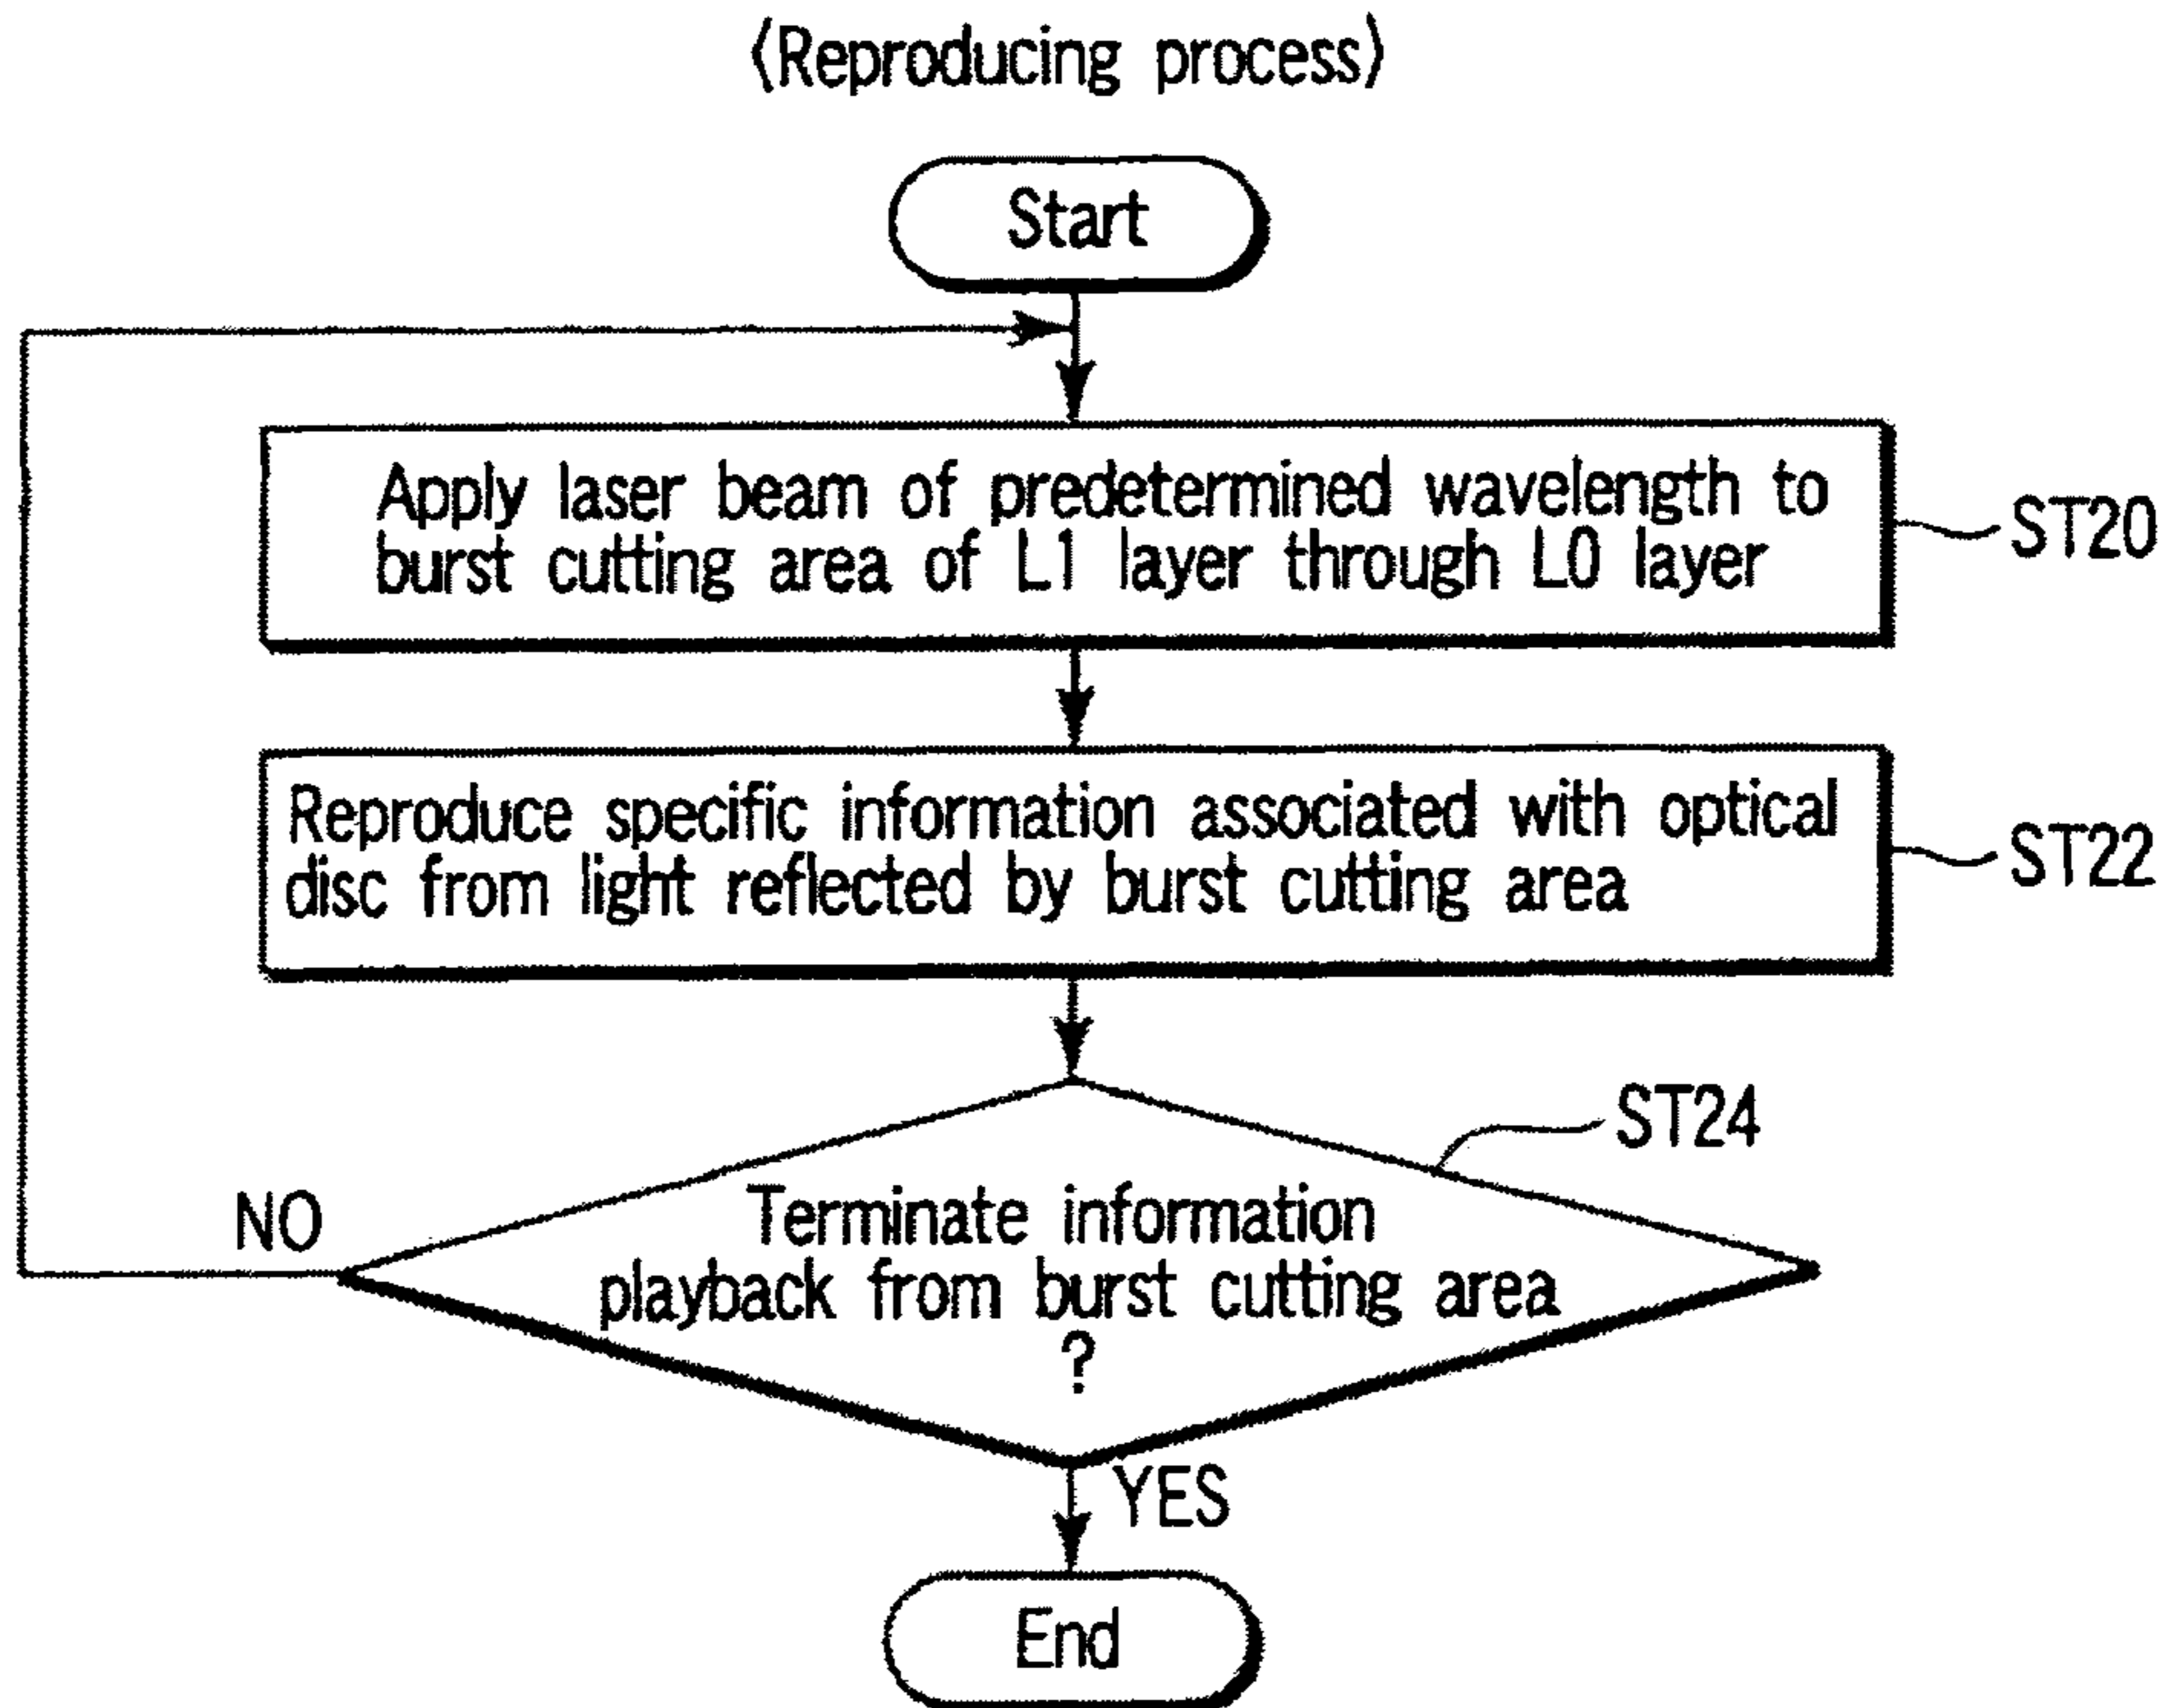 (Reproducing process)
Start
Apply laser beam of predetermined wavelength to
burst cutting area of L1 layer through L0 layer
ST20
Reproduce specific information associated with optical
disc from light reflected by burst cutting area
ST22
ST24
Terminate information
playback from burst cutting area
?
NO
YES
End